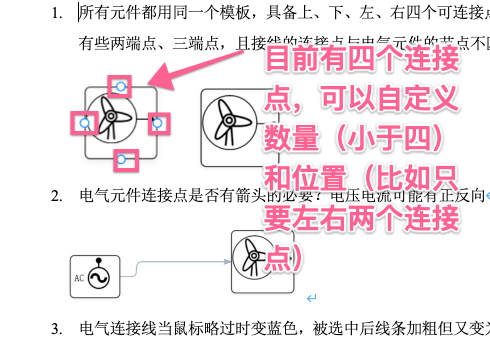 1. 所有元件都用同一个模板，具备上、下、左、右四个可连接
有些两端点、三端点，且接线的连接点与电气元件的节点不
目前有四个连接
点，可以自定义
数量（小于四）
和位置（比如只
要左右两个连接
点）
2. 电气元件连接点是否有箭头的必要？电压电流可能有正反向
AC
3. 电气连接线当鼠标略过时变蓝色，被选中后线条加粗但又变